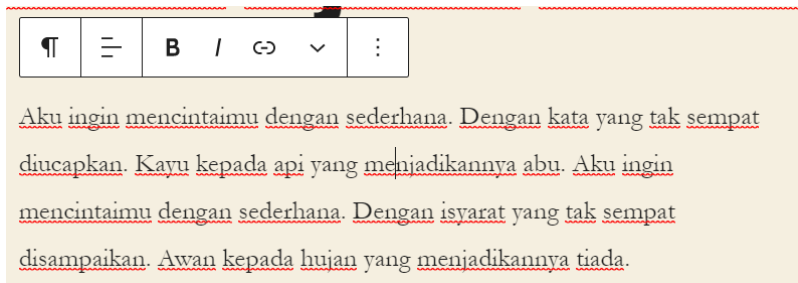 B I
Aku ingin mencintaimu dengan sederhana. Dengan kata yang tak sempat
diucapkan. Kayu kepada api yang menjadikannya abu. Aku ingin
mencintaimu dengan sederhana. Dengan isyarat yang tak sempat
disampaikan. Awan kepada hujan yang menjadikannya tiada.